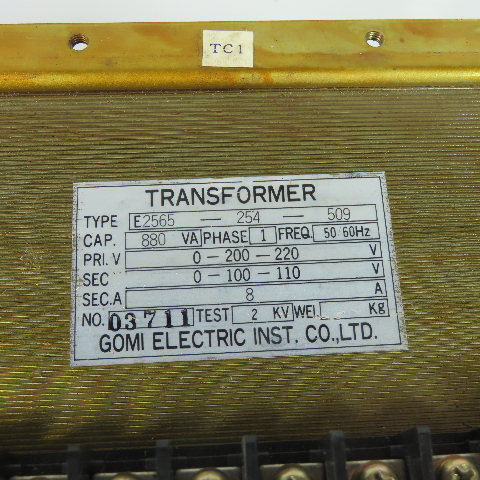 TC1
TRANSFORMER
TYPE E2565 — 254 — 509
CAP. 880 VA PHASE 1 FREQ. 50/60Hz
PRI. V 0 - 200 - 220 V
SEC 0 - 100 - 110 V
SEC. A 8 A
NO. 03711 TEST 2 KV WEI. Kg
GOMI ELECTRIC INST. CO., LTD.